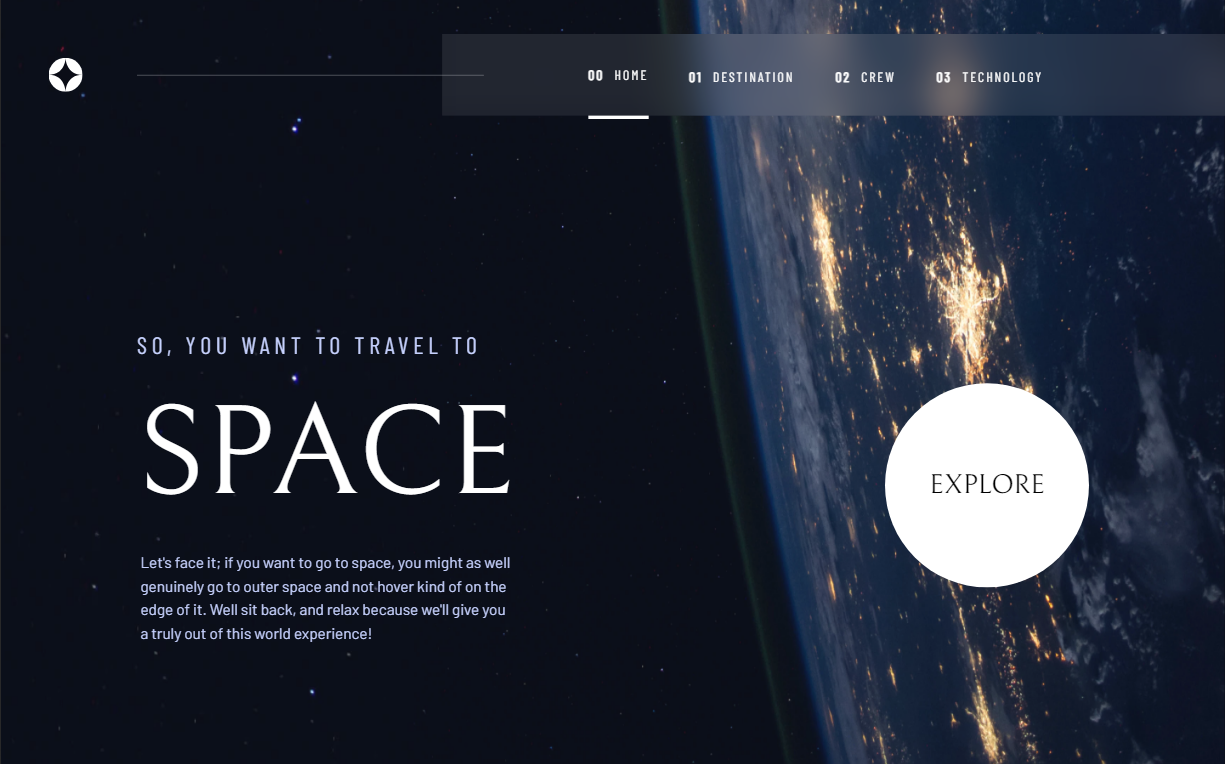 00 HOME 01 DESTINATION 02 CREW 03 TECHNOLOGY
SO, YOU WANT TO TRAVEL TO
SPACE
Let's face it; if you want to go to space, you might as well
genuinely go to outer space and not hover kind of on the
edge of it. Well sit back, and relax because we'll give you
a truly out of this world experience!
EXPLORE